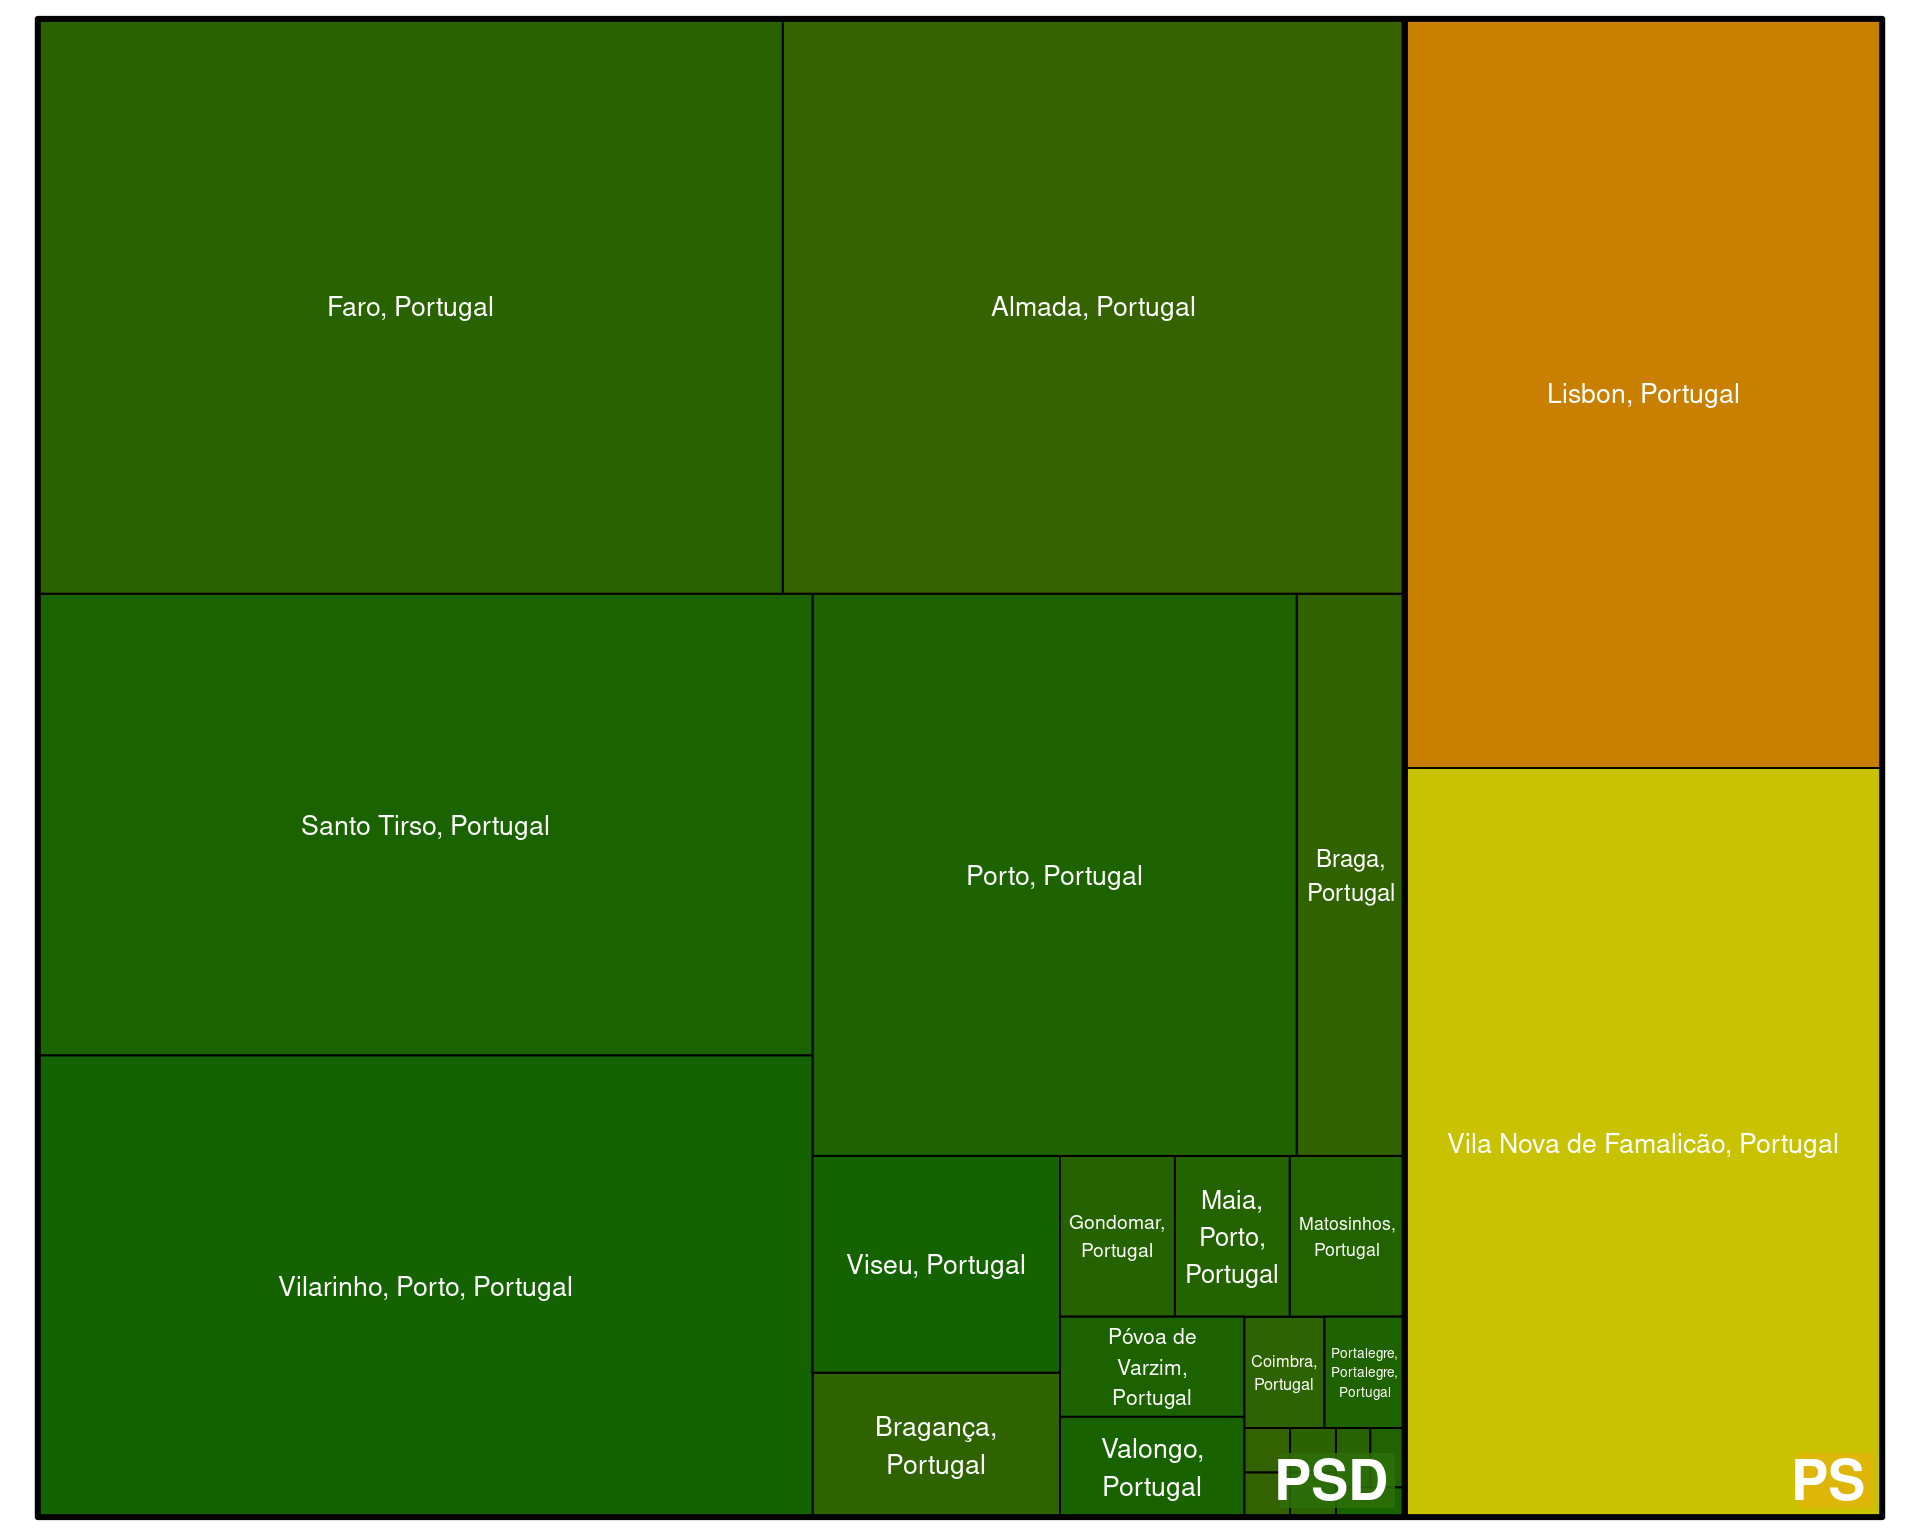 Faro, Portugal
Almada, Portugal
Lisbon, Portugal
Santo Tirso, Portugal
Porto, Portugal
Braga,
Portugal
Vila Nova de Famalicão, Portugal
Vilarinho, Porto, Portugal
Viseu, Portugal
Gondomar,
Portugal
Maia,
Porto,
Portugal
Matosinhos,
Portugal
Póvoa de
Varzim,
Portugal
Coimbra,
Portugal
Portalegre,
Portalegre,
Portugal
Bragança,
Portugal
Valongo,
Portugal
PSD
PS